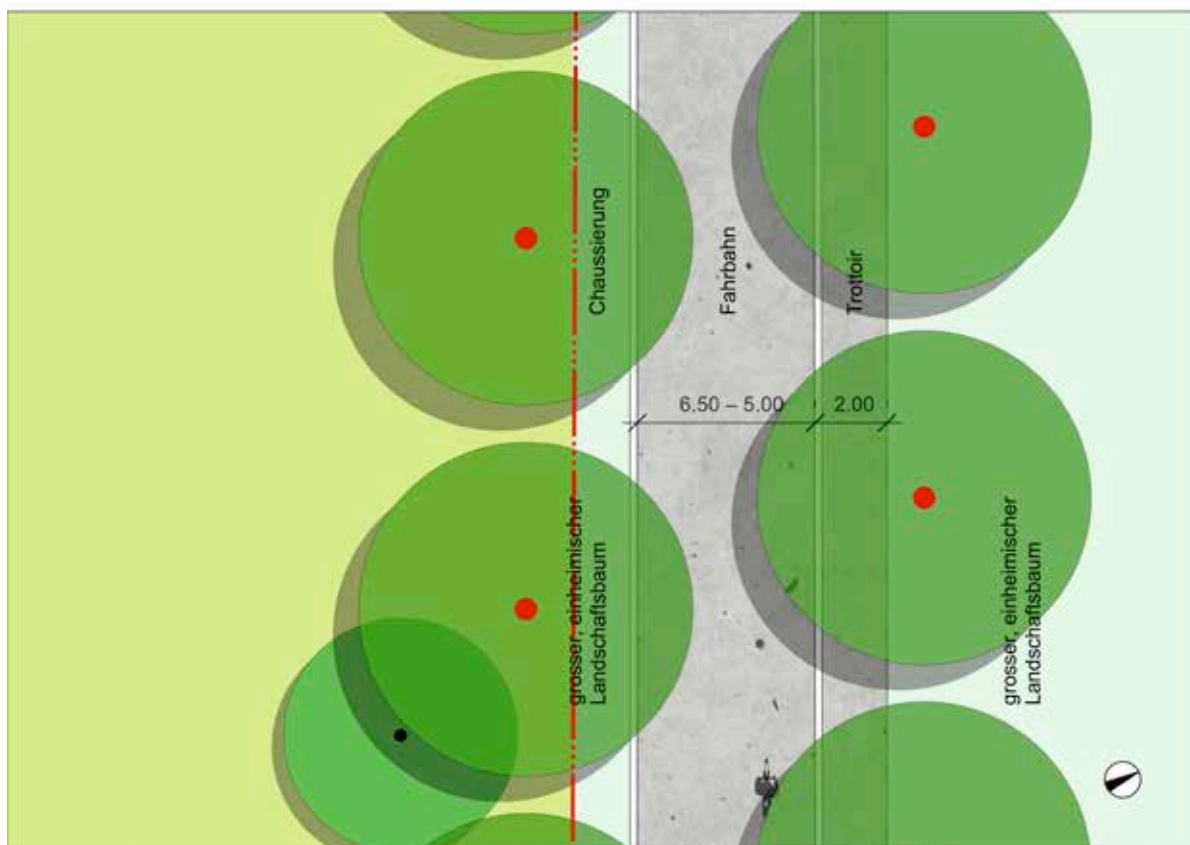 Chaussierung
Fahrbahn
Trottoir
6.50 – 5.00
2.00
grosser, einheimischer
Landschaftsbaum
grosser, einheimischer
Landschaftsbaum